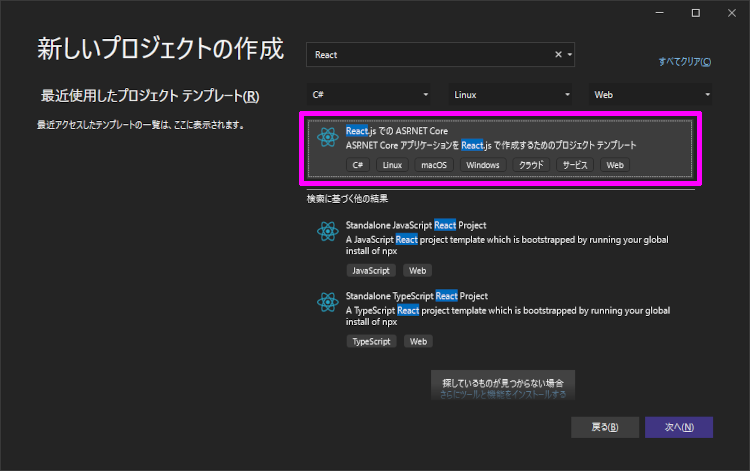 新しいプロジェクトの作成
React
すべてクリア(C)
最近使用したプロジェクト テンプレート(R)
C#
Linux
Web
最近アクセスしたテンプレートの一覧は、ここに表示されます。
React.js での ASP.NET Core
ASP.NET Core アプリケーションを React.js で作成するためのプロジェクト テンプレート
C#
Linux
macOS
Windows
クラウド
サービス
Web
検索に基づく他の結果
Standalone JavaScript React Project
A JavaScript React project template which is bootstrapped by running your global
install of npx
JavaScript
Web
Standalone TypeScript React Project
A TypeScript React project template which is bootstrapped by running your global
install of npx
TypeScript
Web
探しているものが見つからない場合
さらにツールと機能をインストールする
戻る(B)
次へ(N)